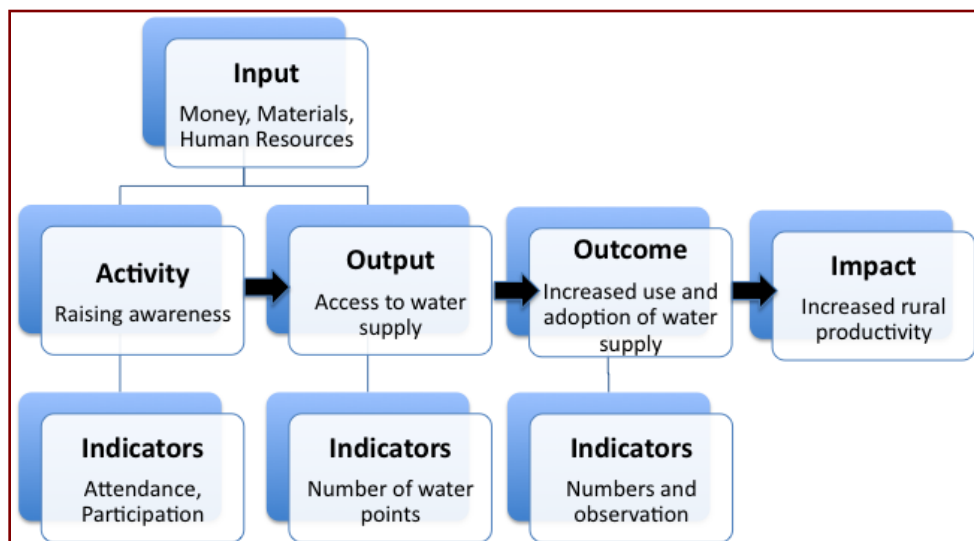 Input
Money, Materials,
Human Resources
Activity
Raising awareness
Output
Access to water
supply
Outcome
Increased use and
adoption of water
supply
Impact
Increased rural
productivity
Indicators
Attendance,
Participation
Indicators
Number of water
points
Indicators
Numbers and
observation